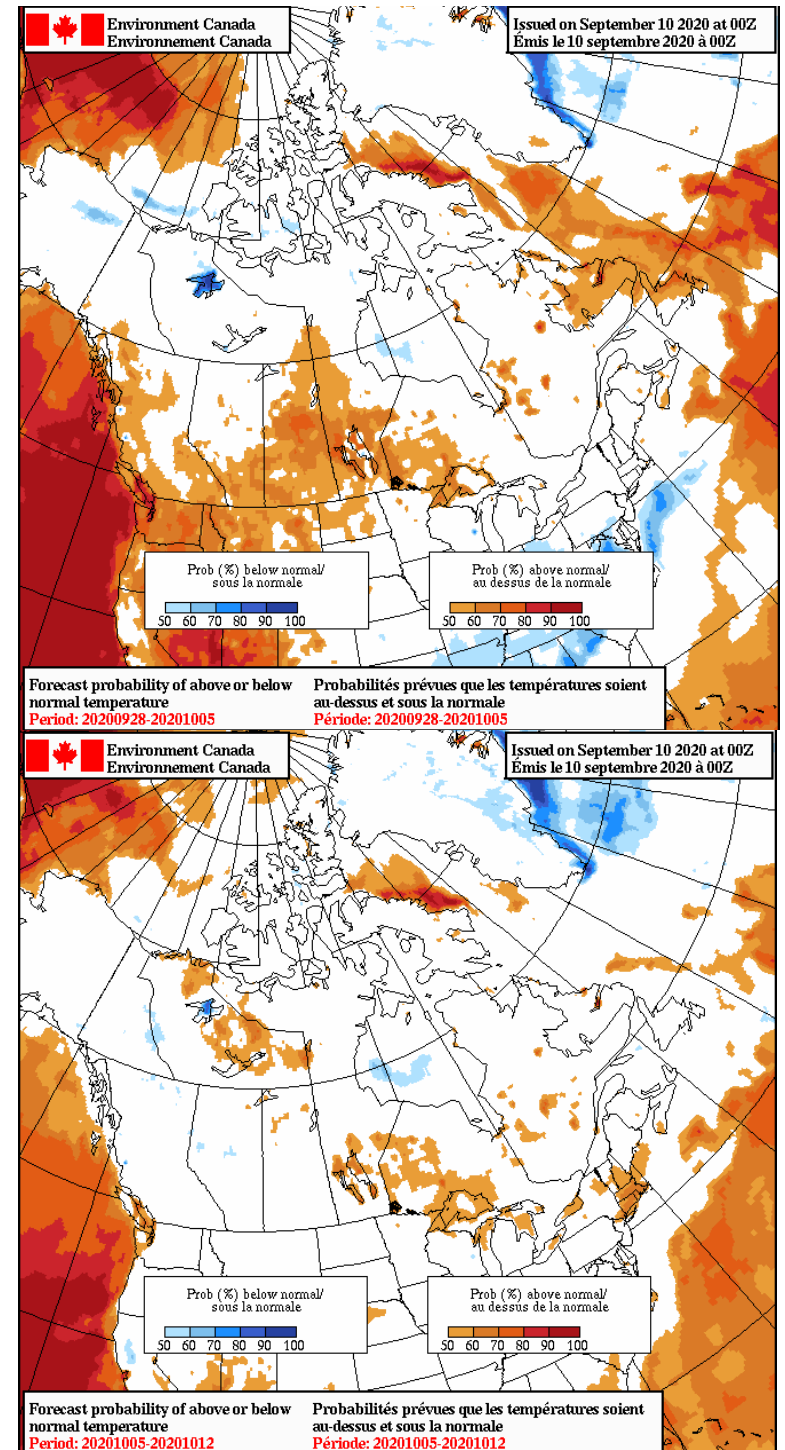 Environment Canada
Environnement Canada
Issued on September 10 2020 at 00Z
Émis le 10 septembre 2020 à 00Z
Prob (%) below normal/
sous la normale
50 60 70 80 90 100
Prob (%) above normal/
au dessus de la normale
50 60 70 80 90 100
Forecast probability of above or below
normal temperature
Period: 20200928-20201005
Probabilités prévues que les températures soient
au-dessus et sous la normale
Période: 20200928-20201005
Environment Canada
Environnement Canada
Issued on September 10 2020 at 00Z
Émis le 10 septembre 2020 à 00Z
Prob (%) below normal/
sous la normale
50 60 70 80 90 100
Prob (%) above normal/
au dessus de la normale
50 60 70 80 90 100
Forecast probability of above or below
normal temperature
Period: 20201005-20201012
Probabilités prévues que les températures soient
au-dessus et sous la normale
Période: 20201005-20201012